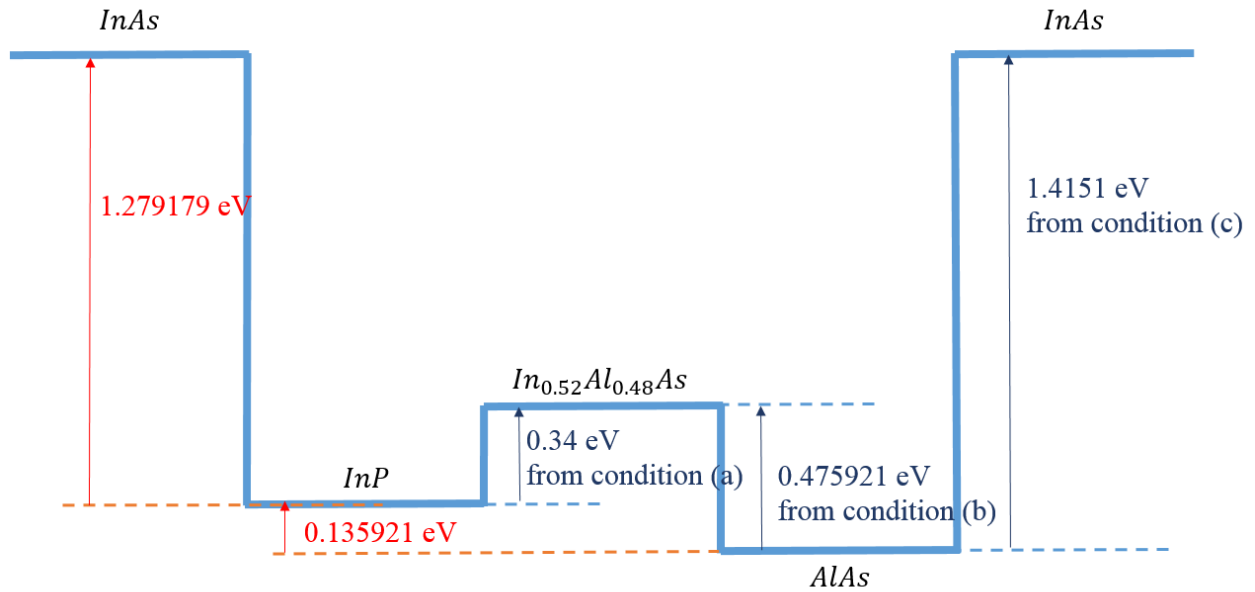 InAs
InAs
1.279179 eV
1.4151 eV
from condition (c)
In₀.₅₂Al₀.₄₈As
0.34 eV
from condition (a)
0.475921 eV
from condition (b)
InP
0.135921 eV
AlAs